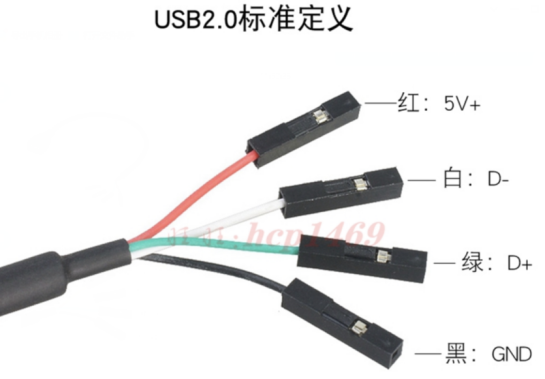 USB2.0标准定义
红：5V+
白：D-
hcp1469
绿：D+
黑：GND